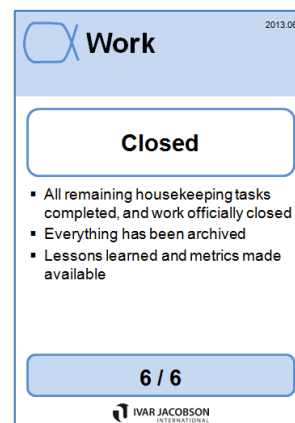 2013.06
Work
Closed
▪ All remaining housekeeping tasks
completed, and work officially closed
▪ Everything has been archived
▪ Lessons learned and metrics made
available
6 / 6
IVAR JACOBSON
INTERNATIONAL